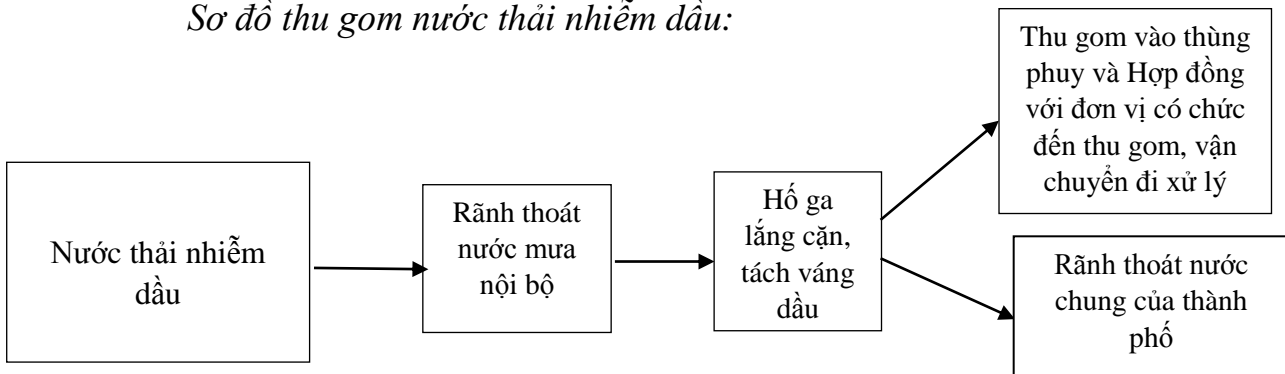 Sơ đồ thu gom nước thải nhiễm dầu:
Nước thải nhiễm
dầu
Rãnh thoát
nước mưa
nội bộ
Hố ga
lắng cặn,
tách váng
dầu
Thu gom vào thùng
phuy và Hợp đồng
với đơn vị có chức
đến thu gom, vận
chuyển đi xử lý
Rãnh thoát nước
chung của thành
phố